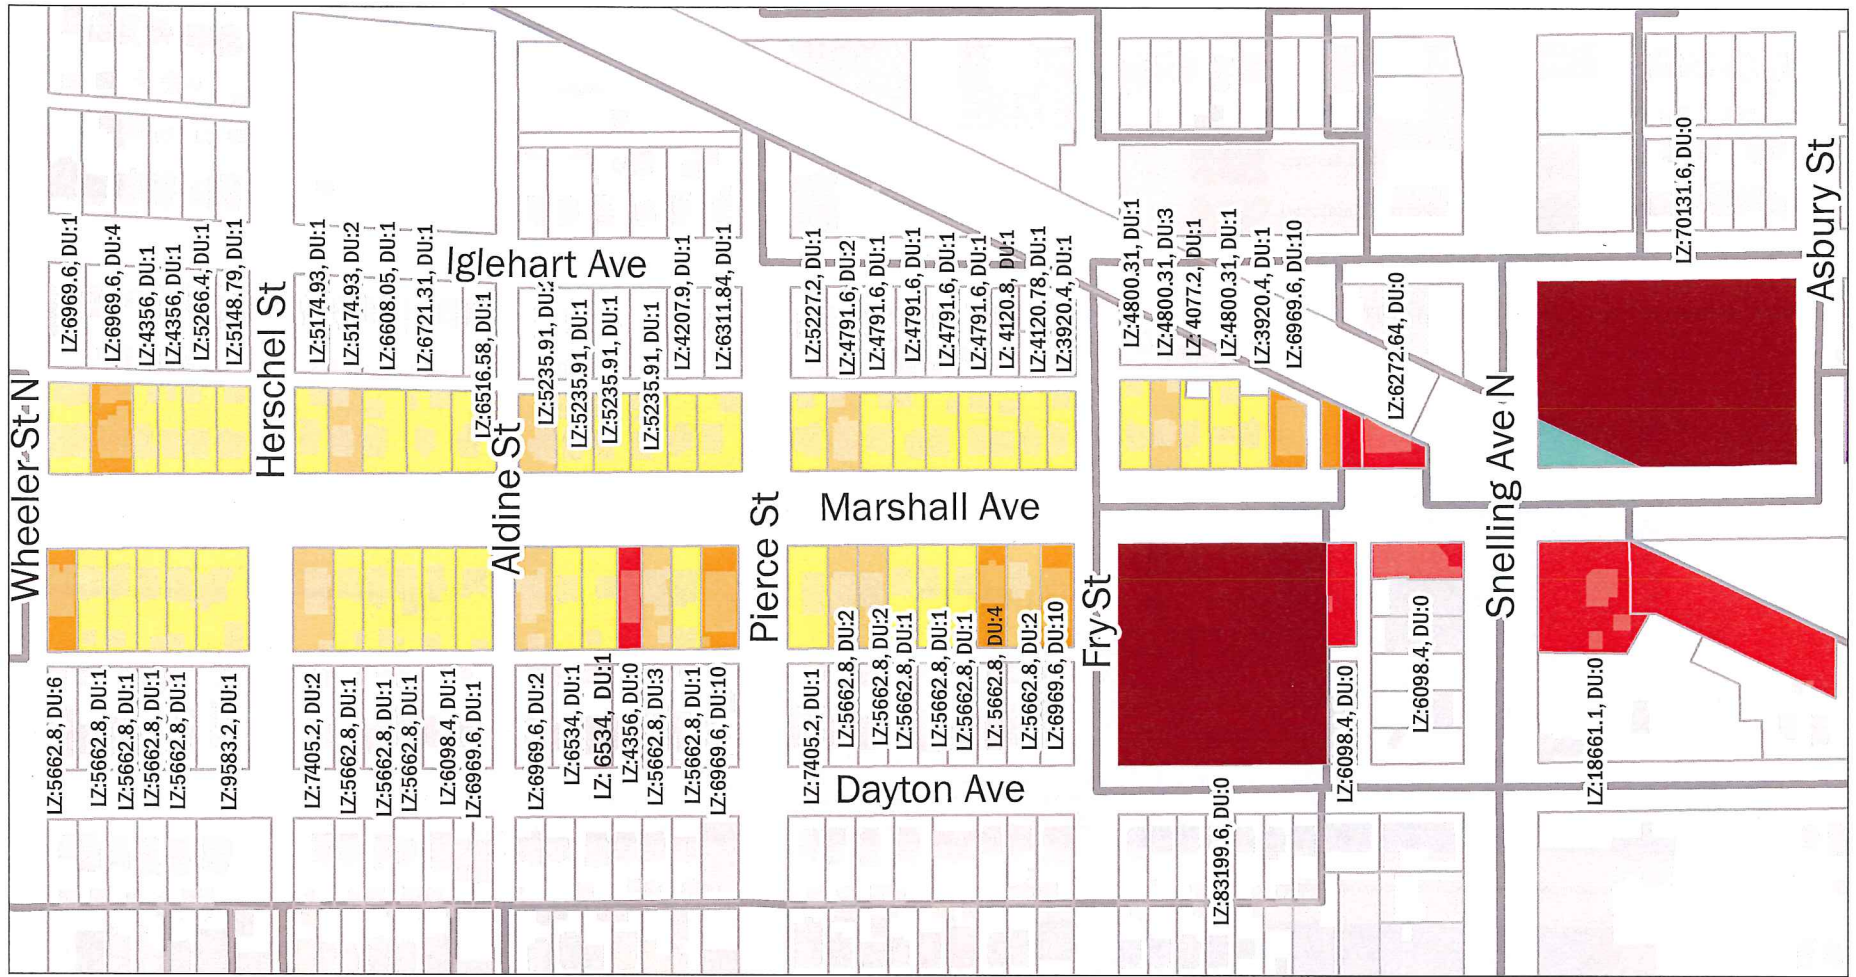 Wheeler St N
Herschel St
Aldine St
Pierce St
Fry St
Snelling Ave N
Asbury St
Iglehart Ave
Marshall Ave
Dayton Ave
LZ:6969.6, DU:1
LZ:6969.6, DU:4
LZ:4356, DU:1
LZ:4356, DU:1
LZ:5266.4, DU:1
LZ:5148.79, DU:1
LZ:5174.93, DU:1
LZ:5174.93, DU:2
LZ:6608.05, DU:1
LZ:6721.31, DU:1
LZ:6516.58, DU:1
LZ:5235.91, DU:2
LZ:5235.91, DU:1
LZ:5235.91, DU:1
LZ:5235.91, DU:1
LZ:4207.9, DU:1
LZ:6311.84, DU:1
LZ:5227.2, DU:1
LZ:4791.6, DU:2
LZ:4791.6, DU:1
LZ:4791.6, DU:1
LZ:4791.6, DU:1
LZ:4791.6, DU:1
LZ: 4120.8, DU:1
LZ:4120.78, DU:1
LZ:3920.4, DU:1
LZ:4800.31, DU:1
LZ:4800.31, DU:3
LZ: 4077.2, DU:1
LZ:4800.31, DU:1
LZ:3920.4, DU:1
LZ:6969.6, DU:10
LZ:6272.64, DU:0
LZ:70131.6, DU:0
LZ:5662.8, DU:6
LZ:5662.8, DU:1
LZ:5662.8, DU:1
LZ:5662.8, DU:1
LZ:5662.8, DU:1
LZ:9583.2, DU:1
LZ:7405.2, DU:2
LZ:5662.8, DU:1
LZ:5662.8, DU:1
LZ:5662.8, DU:1
LZ:6098.4, DU:1
LZ:6969.6, DU:1
LZ:6969.6, DU:2
LZ:6534, DU:1
LZ: 6534, DU:1
LZ:4356, DU:0
LZ:5662.8, DU:3
LZ:5662.8, DU:1
LZ:6969.6, DU:10
LZ:7405.2, DU:1
LZ:5662.8, DU:2
LZ:5662.8, DU:2
LZ:5662.8, DU:1
LZ:5662.8, DU:1
LZ:5662.8, DU:1
LZ: 5662.8, DU:4
LZ:5662.8, DU:2
LZ:6969.6, DU:10
LZ:83199.6, DU:0
LZ:6098.4, DU:0
LZ:6098.4, DU:0
LZ:18661.1, DU:0